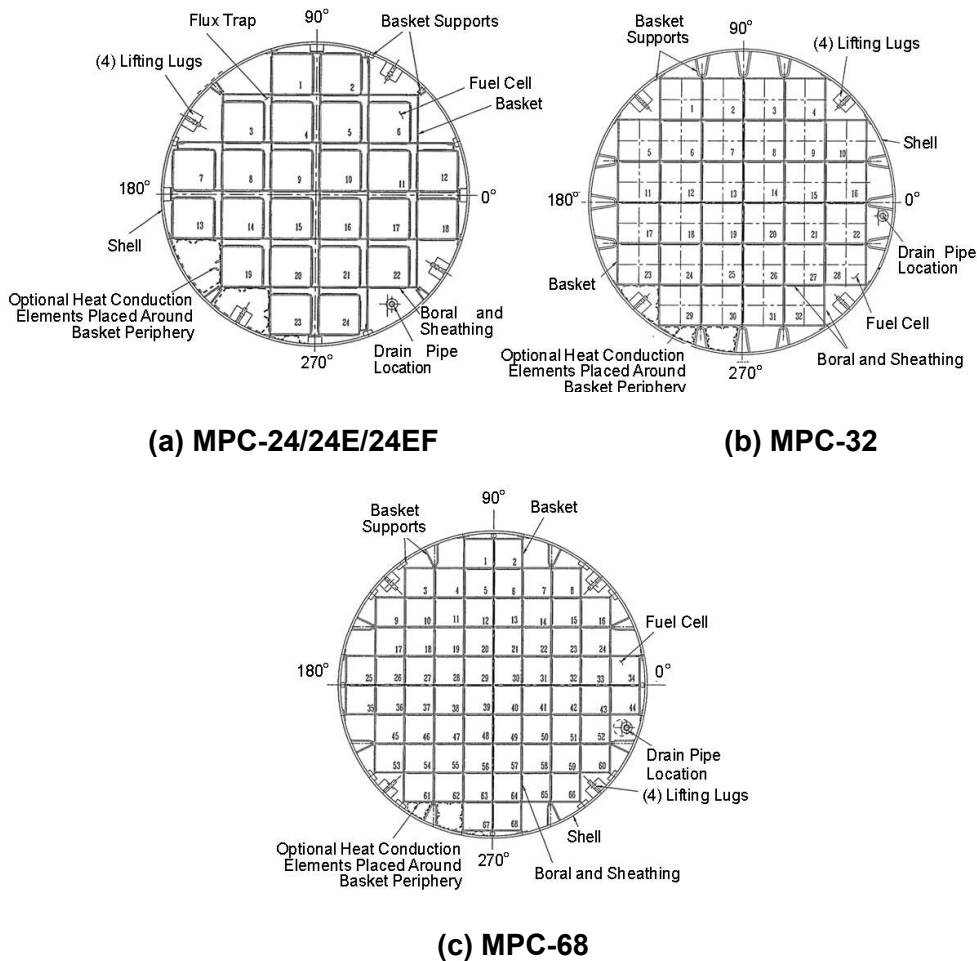 90°
Flux Trap
Basket Supports
(4) Lifting Lugs
Fuel Cell
Basket
1 2
3 4 5 6
7 8 9 10 11 12
180°
0°
13 14 15 16 17 18
Shell
19 20 21 22
Optional Heat Conduction
Elements Placed Around
Basket Periphery
23 24
Boral and
Sheathing
Drain Pipe
Location
270°
(a) MPC-24/24E/24EF
90°
Basket
Supports
(4) Lifting Lugs
1 2 3 4
Shell
5 6 7 8 9 10
11 12 13 14 15 16
180°
0°
17 18 19 20 21 22
Drain Pipe
Location
Basket
23 24 25 26 27 28
Fuel Cell
29 30 31 32
Boral and Sheathing
Optional Heat Conduction
Elements Placed Around
Basket Periphery
270°
(b) MPC-32
90°
Basket
Supports
Basket
1 2
3 4 5 6 7 8
9 10 11 12 13 14 15 16
Fuel Cell
17 18 19 20 21 22 23 24
180°
0°
25 26 27 28 29 30 31 32 33 34
35 36 37 38 39 40 41 42 43 44
45 46 47 48 49 50 51 52
Drain Pipe
Location
53 54 55 56 57 58 59 60
(4) Lifting Lugs
61 62 63 64 65 66
Shell
67 68
Optional Heat Conduction
Elements Placed Around
Basket Periphery
270°
Boral and Sheathing
(c) MPC-68